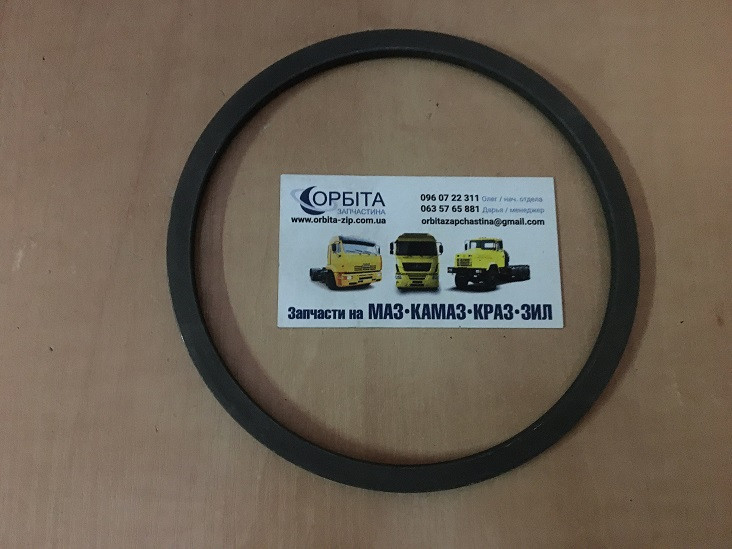 ОРБІТА
ЗАПЧАСТИНА
www.orbita-zip.com.ua
096 07 22 311 Олег / нач. отдела
063 57 65 881 Дарья / менеджер
orbitazapchastina@gmail.com
Запчасти на МАЗ•КАМАЗ•КРАЗ•ЗИЛ